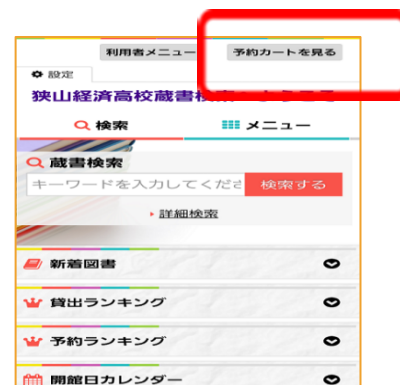 利用者メニュー
予約カートを見る
設定
狭山経済高校蔵書検
検索
メニュー
蔵書検索
キーワードを入力してくださ
検索する
詳細検索
新着図書
貸出ランキング
予約ランキング
開館日カレンダー